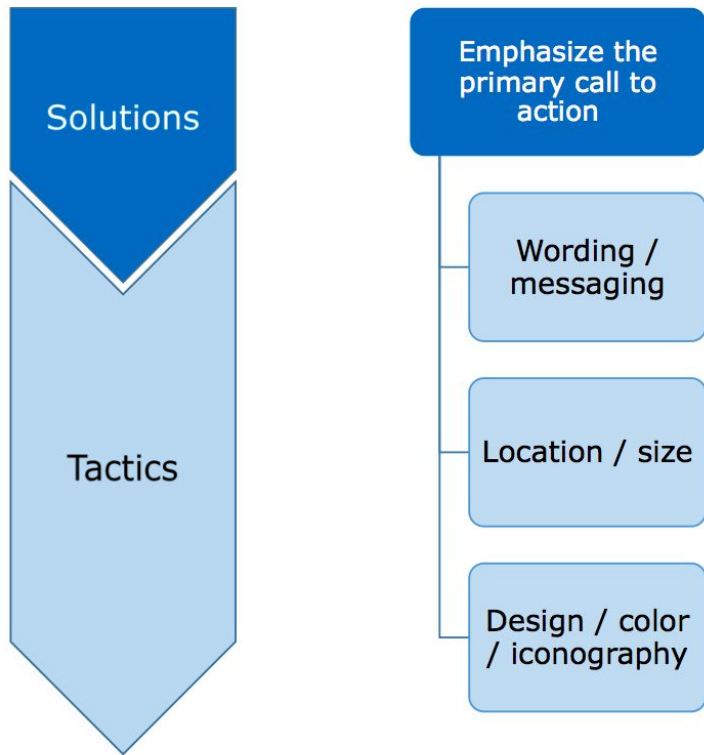 Solutions
Tactics
Emphasize the
primary call to
action
Wording /
messaging
Location / size
Design / color
/ iconography